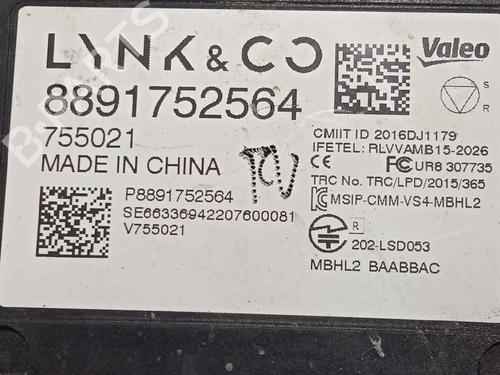 LYNK & CO
Valeo
8891752564
S
R
755021
CMIIT ID 2016DJ1179
IFETEL: RLVVAMB15-2026
MADE IN CHINA
TCV
CE FC UR8 307735
TRC No. TRC/LPD/2015/365
P8891752564
MSIP-CMM-VS4-MBHL2
SE66336942207600081
V755021
R
202-LSD053
MBHL2 BAABBAC